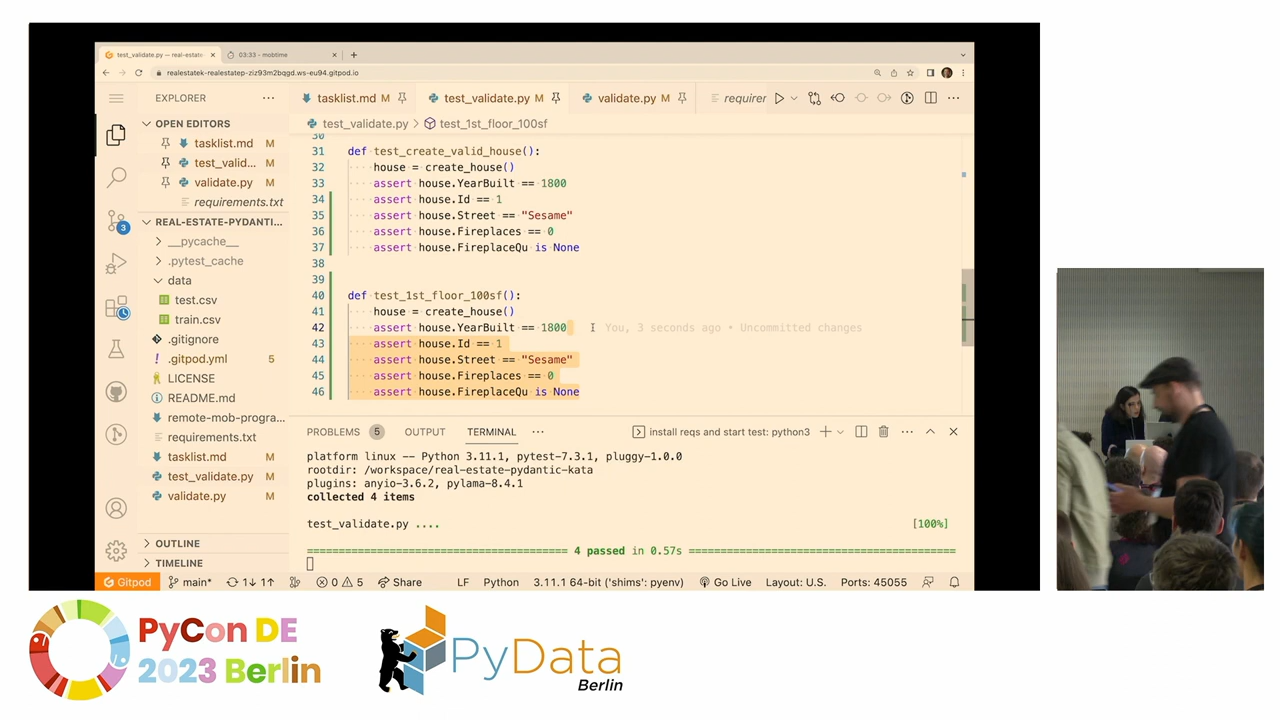 test_validate.py — real-estate-
03:33 - mobtime
realestatek-realestatep-ziz93m2bqgd.ws-eu94.gitpod.io
EXPLORER
tasklist.md M
test_validate.py M
validate.py M
requirer
OPEN EDITORS
tasklist.md M
test_valid... M
validate.py M
requirements.txt
REAL-ESTATE-PYDANTI...
__pycache__
.pytest_cache
data
test.csv
train.csv
.gitignore
.gitpod.yml 5
LICENSE
README.md
remote-mob-progra...
requirements.txt
tasklist.md M
test_validate.py M
validate.py M
OUTLINE
TIMELINE
3
test_validate.py > test_1st_floor_100sf
30
31 def test_create_valid_house():
32 house = create_house()
33 assert house.YearBuilt == 1800
34 assert house.Id == 1
35 assert house.Street == "Sesame"
36 assert house.Fireplaces == 0
37 assert house.FireplaceQu is None
38
39
40 def test_1st_floor_100sf():
41 house = create_house()
42 assert house.YearBuilt == 1800 You, 3 seconds ago • Uncommitted changes
43 assert house.Id == 1
44 assert house.Street == "Sesame"
45 assert house.Fireplaces == 0
46 assert house.FireplaceQu is None
PROBLEMS 5 OUTPUT TERMINAL
install reqs and start test: python3
platform linux -- Python 3.11.1, pytest-7.3.1, pluggy-1.0.0
rootdir: /workspace/real-estate-pydantic-kata
plugins: anyio-3.6.2, pylama-8.4.1
collected 4 items
test_validate.py .... [100%]
======================================== 4 passed in 0.57s ========================================
Gitpod main* 1↓ 1↑ 0 5 Share LF Python 3.11.1 64-bit ('shims': pyenv) Go Live Layout: U.S. Ports: 45055
PyCon DE
2023 Berlin
PyData
Berlin